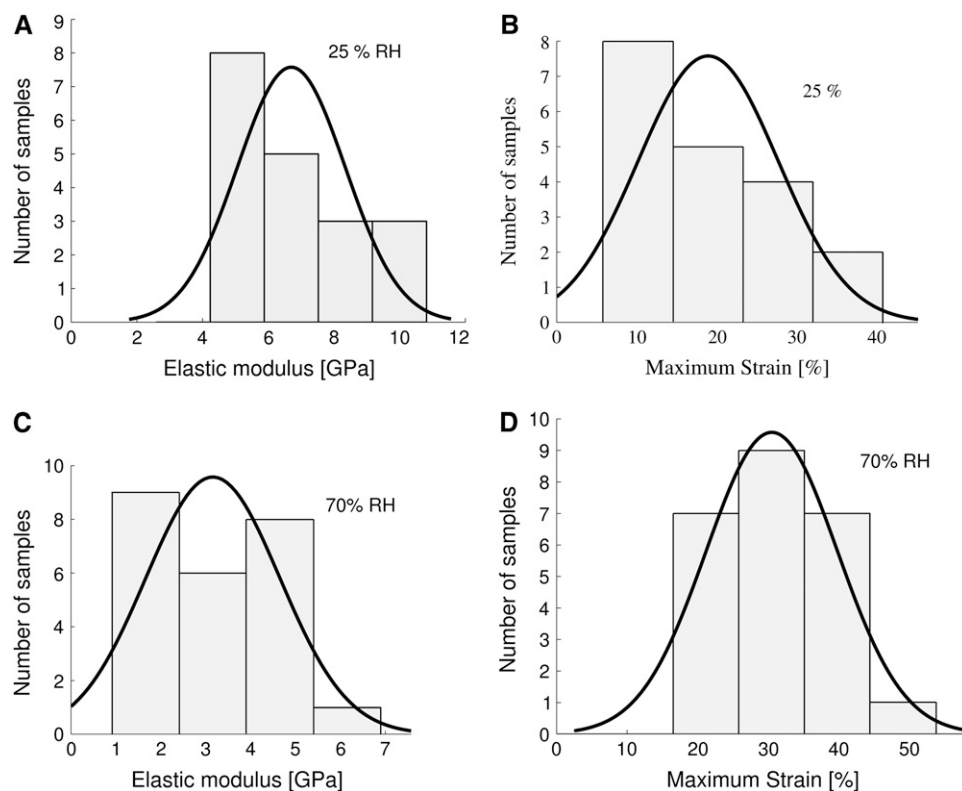 A
25 % RH
Number of samples
9
8
7
6
5
4
3
2
1
0
0 2 4 6 8 10 12
Elastic modulus [GPa]
B
25 %
Number of samples
8
7
6
5
4
3
2
1
0
0 10 20 30 40
Maximum Strain [%]
C
70% RH
Number of samples
10
8
6
4
2
0
0 1 2 3 4 5 6 7
Elastic modulus [GPa]
D
70% RH
Number of samples
10
9
8
7
6
5
4
3
2
1
0
0 10 20 30 40 50
Maximum Strain [%]